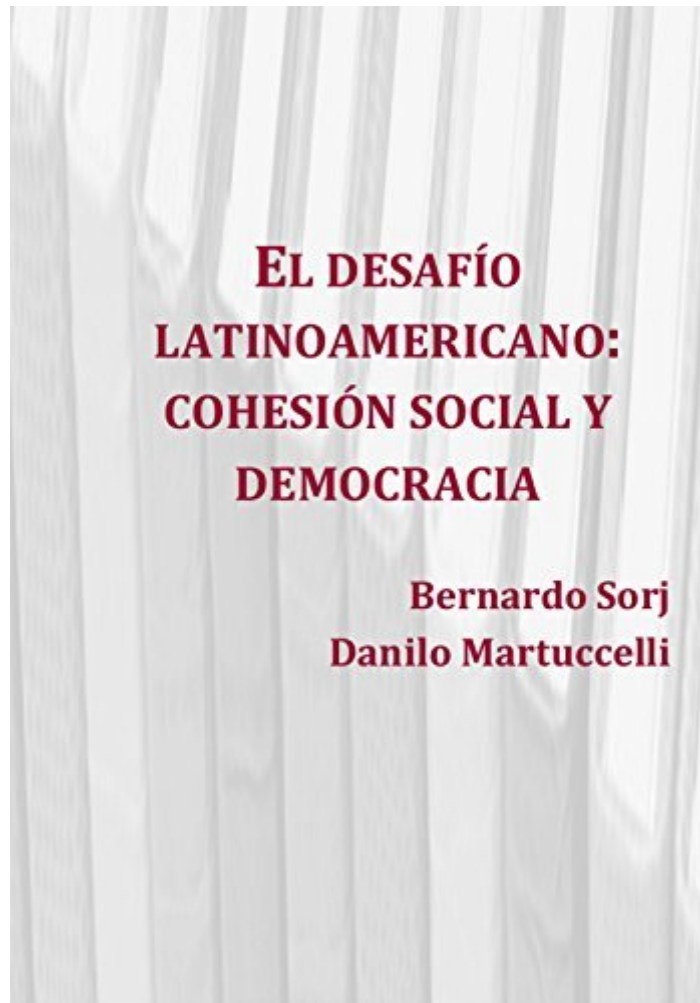 EL DESAFÍO
LATINOAMERICANO:
COHESIÓN SOCIAL Y
DEMOCRACIA
Bernardo Sorj
Danilo Martuccelli